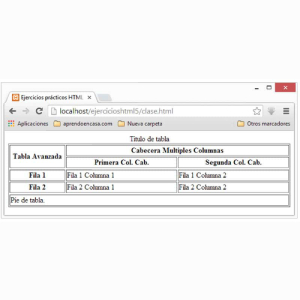 Ejercicios prácticos HTML
localhost/ejercicioshtml5/clase.html
Aplicaciones aprendoencasa.com Nueva carpeta Otros marcadores
Titulo de tabla
Tabla Avanzada Cabecera Multiples Columnas
Primera Col. Cab. Segunda Col. Cab.
Fila 1 Fila 1 Columna 1 Fila 1 Columna 2
Fila 2 Fila 2 Columna 1 Fila 2 Columna 2
Pie de tabla.